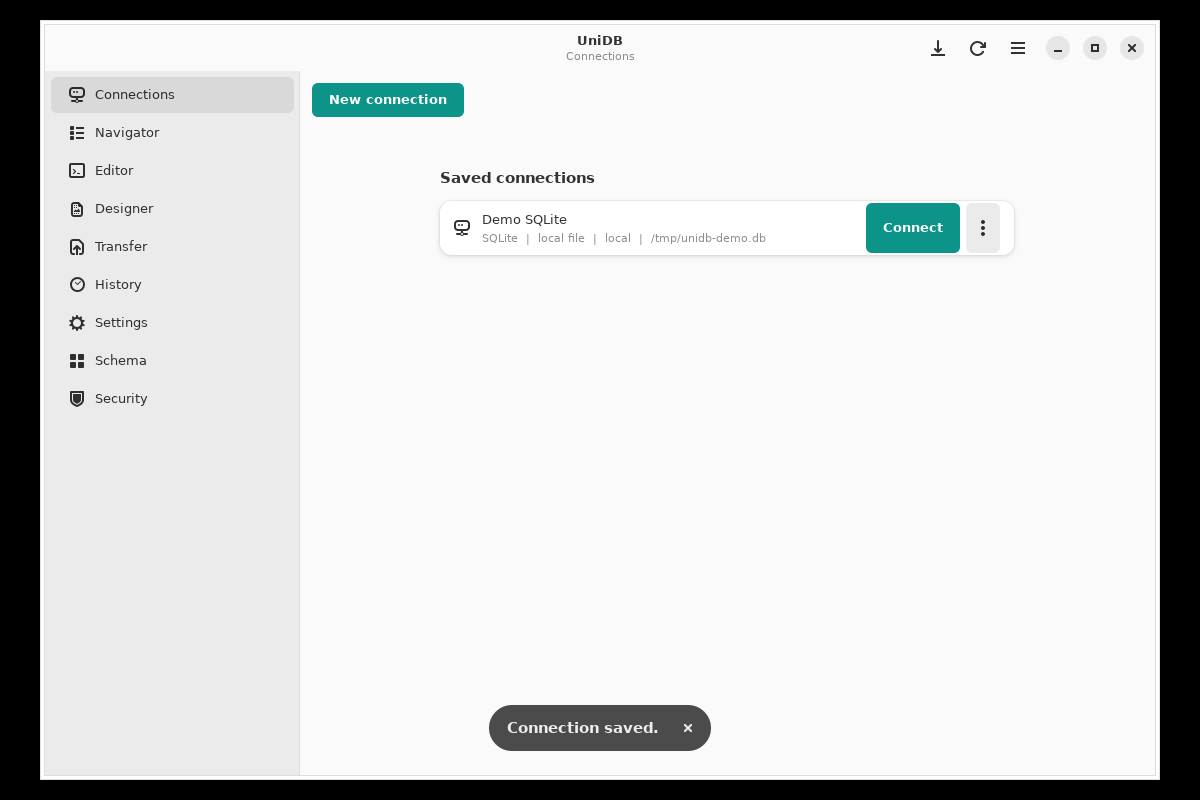 UniDB
Connections
Connections
Navigator
Editor
Designer
Transfer
History
Settings
Schema
Security
New connection
Saved connections
Demo SQLite
SQLite | local file | local | /tmp/unidb-demo.db
Connect
Connection saved.